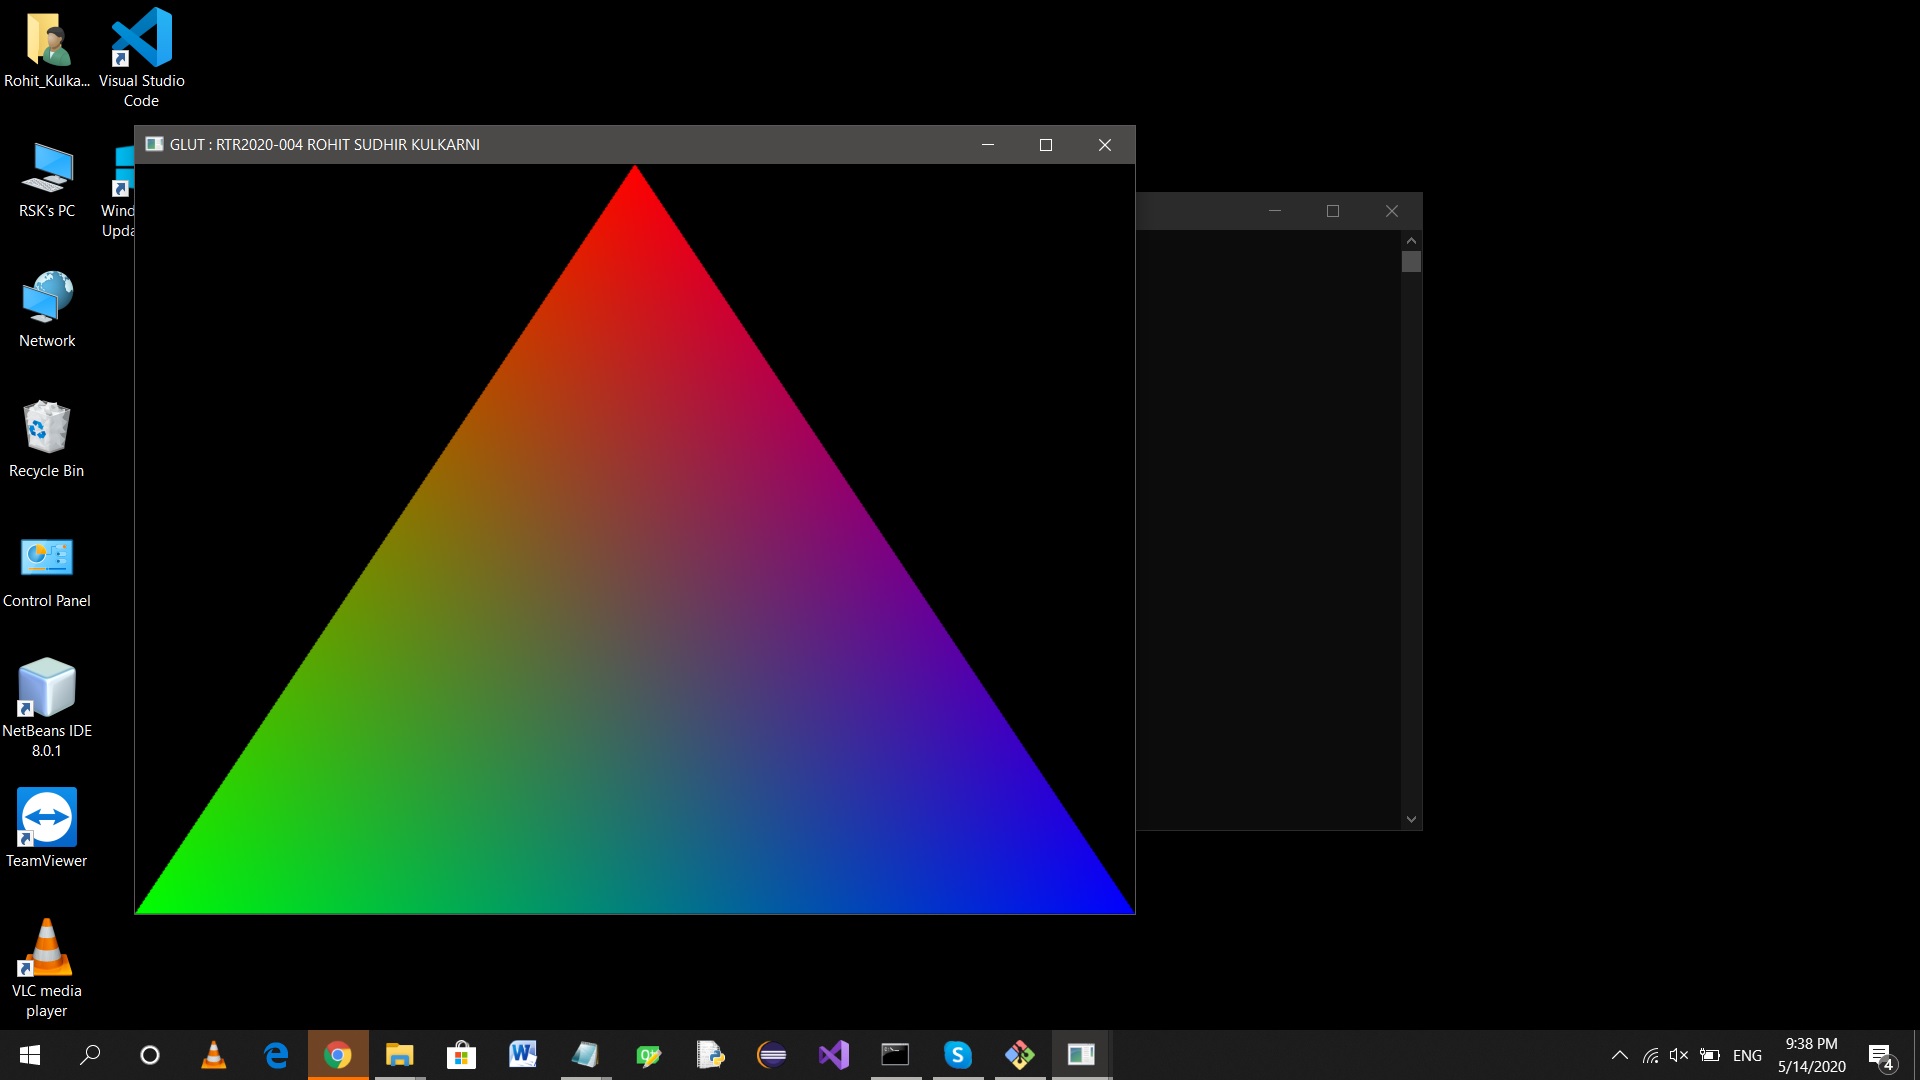 Rohit_Kulka...
Visual Studio
Code
GLUT : RTR2020-004 ROHIT SUDHIR KULKARNI
RSK's PC
Wind
Upda
Network
Recycle Bin
Control Panel
NetBeans IDE
8.0.1
TeamViewer
VLC media
player
ENG
9:38 PM
5/14/2020
4